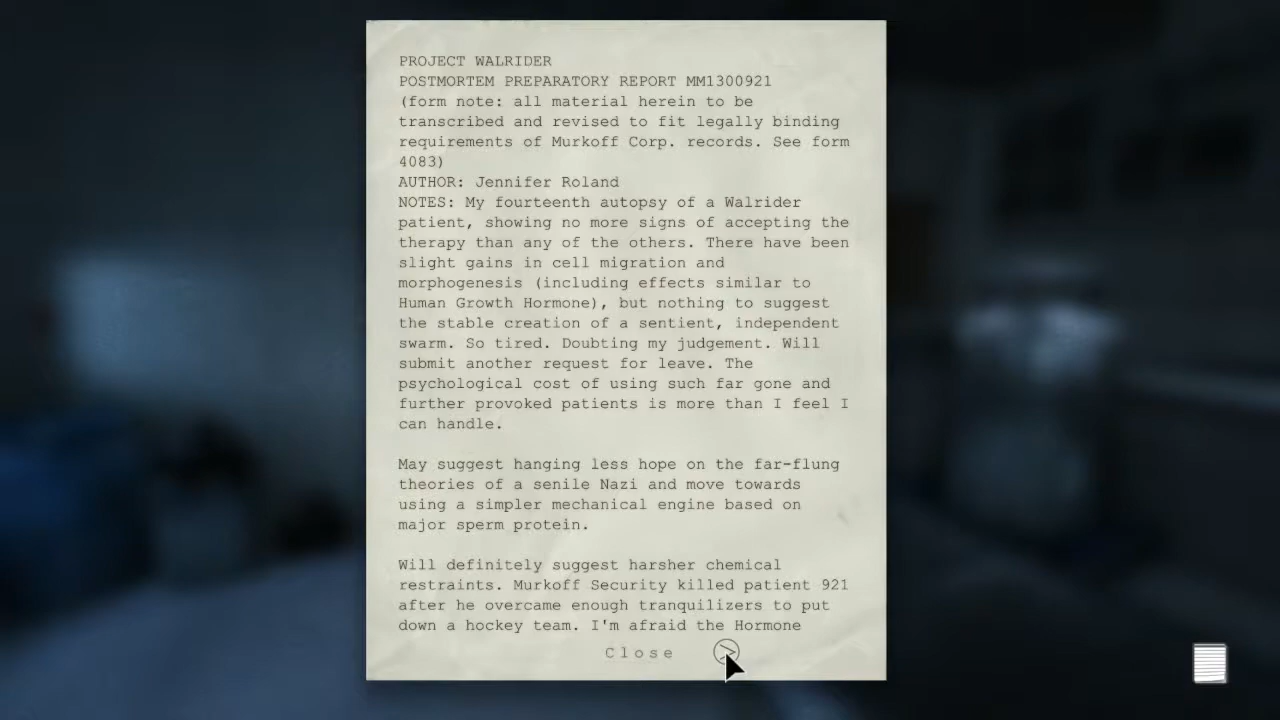 PROJECT WALRIDER
POSTMORTEM PREPARATORY REPORT MM1300921
(form note: all material herein to be
transcribed and revised to fit legally binding
requirements of Murkoff Corp. records. See form
4083)
AUTHOR: Jennifer Roland
NOTES: My fourteenth autopsy of a Walrider
patient, showing no more signs of accepting the
therapy than any of the others. There have been
slight gains in cell migration and
morphogenesis (including effects similar to
Human Growth Hormone), but nothing to suggest
the stable creation of a sentient, independent
swarm. So tired. Doubting my judgement. Will
submit another request for leave. The
psychological cost of using such far gone and
further provoked patients is more than I feel I
can handle.
May suggest hanging less hope on the far-flung
theories of a senile Nazi and move towards
using a simpler mechanical engine based on
major sperm protein.
Will definitely suggest harsher chemical
restraints. Murkoff Security killed patient 921
after he overcame enough tranquilizers to put
down a hockey team. I'm afraid the Hormone
Close >